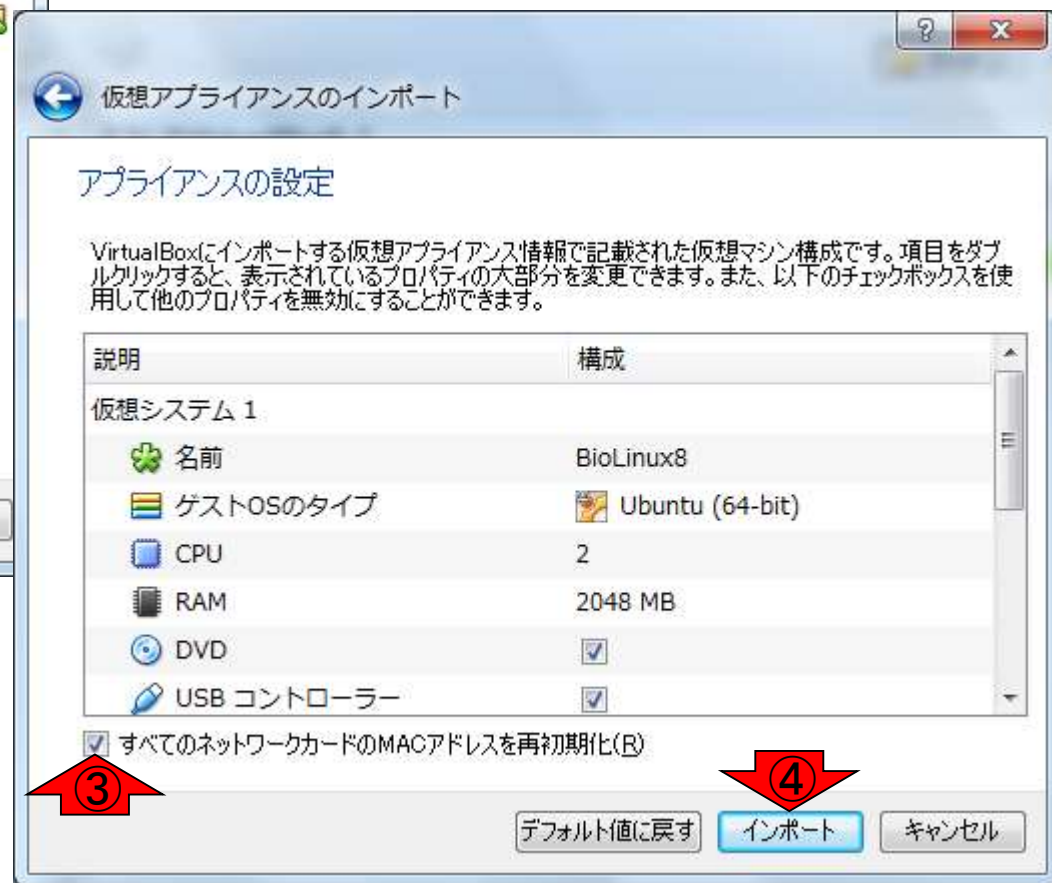 仮想アプライアンスのインポート
アプライアンスの設定
VirtualBoxにインポートする仮想アプライアンス情報で記載された仮想マシン構成です。項目をダブ
ルクリックすると、表示されているプロパティの大部分を変更できます。また、以下のチェックボックスを使
用して他のプロパティを無効にすることができます。
説明 構成
仮想システム 1
名前 BioLinux8
ゲストOSのタイプ Ubuntu (64-bit)
CPU 2
RAM 2048 MB
DVD
USB コントローラー
すべてのネットワークカードのMACアドレスを再初期化(R)
③ ④
デフォルト値に戻す インポート キャンセル